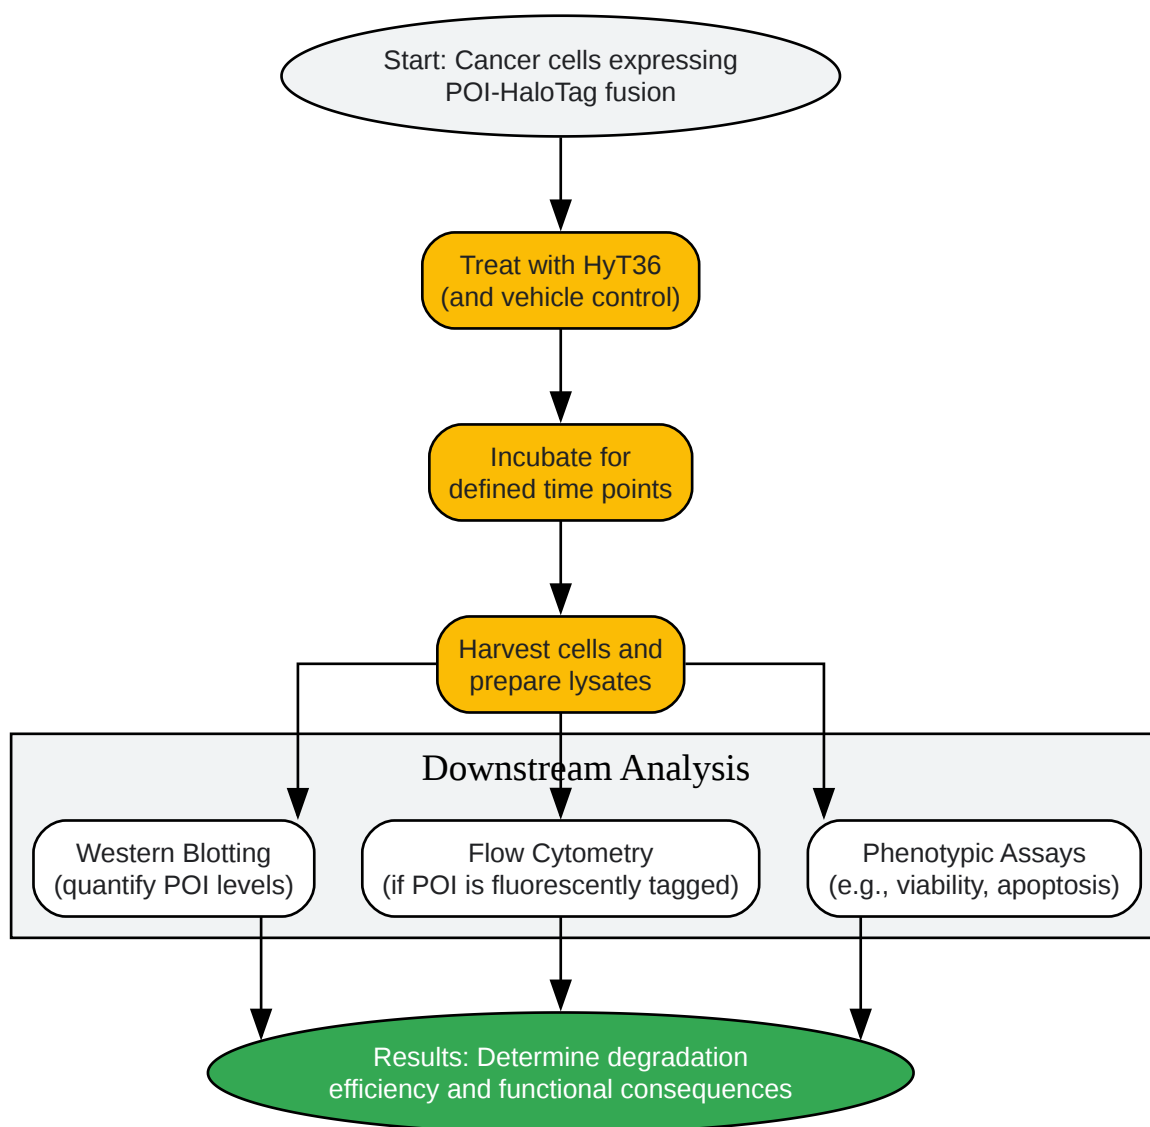 Start: Cancer cells expressing
POI-HaloTag fusion
Treat with HyT36
(and vehicle control)
Incubate for
defined time points
Harvest cells and
prepare lysates
Downstream Analysis
Western Blotting
(quantify POI levels)
Flow Cytometry
(if POI is fluorescently tagged)
Phenotypic Assays
(e.g., viability, apoptosis)
Results: Determine degradation
efficiency and functional consequences